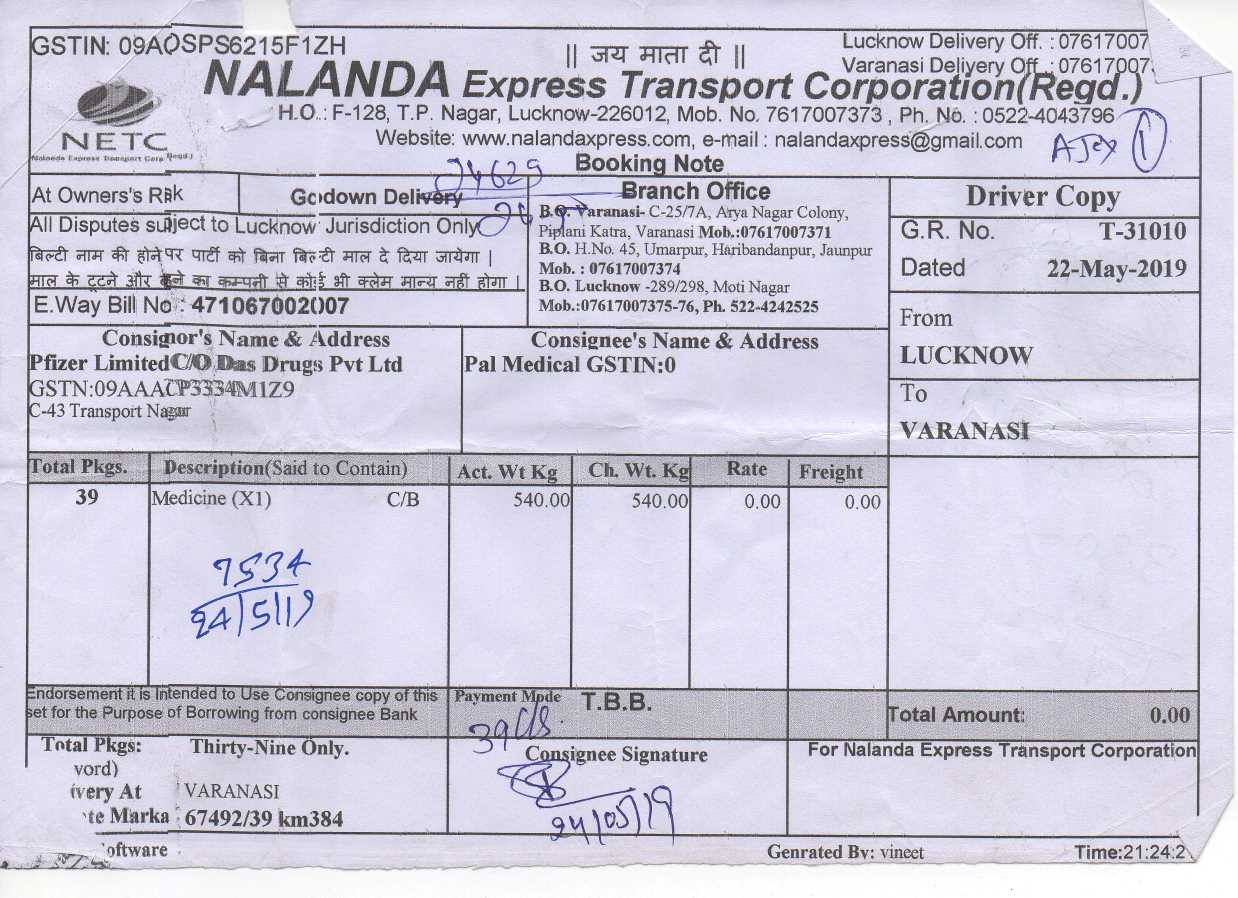 GSTIN: 09AQSPS6215F1ZH
|| जय माता दी ||
Lucknow Delivery Off. : 07617007
Varanasi Delivery Off. : 07617007
NALANDA Express Transport Corporation(Regd.)
H.O. : F-128, T.P. Nagar, Lucknow-226012, Mob. No. 7617007373 , Ph. No. : 0522-4043796
NETC
Nalanda Express Transport Corp. Regd.)
Website: www.nalandaxpress.com, e-mail : nalandaxpress@gmail.com
AJex 1
Booking Note
24629
At Owners's Risk
Godown Delivery
Branch Office
Driver Copy
All Disputes subject to Lucknow Jurisdiction Only
B.O. Varanasi- C-25/7A, Arya Nagar Colony,
Piplani Katra, Varanasi Mob.:07617007371
G.R. No. T-31010
बिल्टी नाम की होने पर पार्टी को बिना बिल्टी माल दे दिया जायेगा |
B.O. H.No. 45, Umarpur, Haribandanpur, Jaunpur
Mob. : 07617007374
Dated 22-May-2019
माल के टूटने और का कम्पनी से कोई भी क्लेम मान्य नहीं होगा |
B.O. Lucknow -289/298, Moti Nagar
E.Way Bill No : 471067002007
Mob.:07617007375-76, Ph. 522-4242525
From
LUCKNOW
Consignor's Name & Address
Consignee's Name & Address
Pfizer Limited C/O Das Drugs Pvt Ltd
Pal Medical GSTIN:0
GSTN:09AAACP3334M1Z9
C-43 Transport Nagar
To
VARANASI
Total Pkgs. Description(Said to Contain) Act. Wt Kg Ch. Wt. Kg Rate Freight
39 Medicine (X1) C/B 540.00 540.00 0.00 0.00
7534
24/5/19
Endorsement it is Intended to Use Consignee copy of this
set for the Purpose of Borrowing from consignee Bank
Payment Mode T.B.B.
Total Amount: 0.00
39 C/S
Total Pkgs: Thirty-Nine Only.
vord)
Consignee Signature
For Nalanda Express Transport Corporation
ivery At VARANASI
te Marka : 67492/39 km384
24/05/19
oftware
Genrated By: vineet
Time:21:24:2